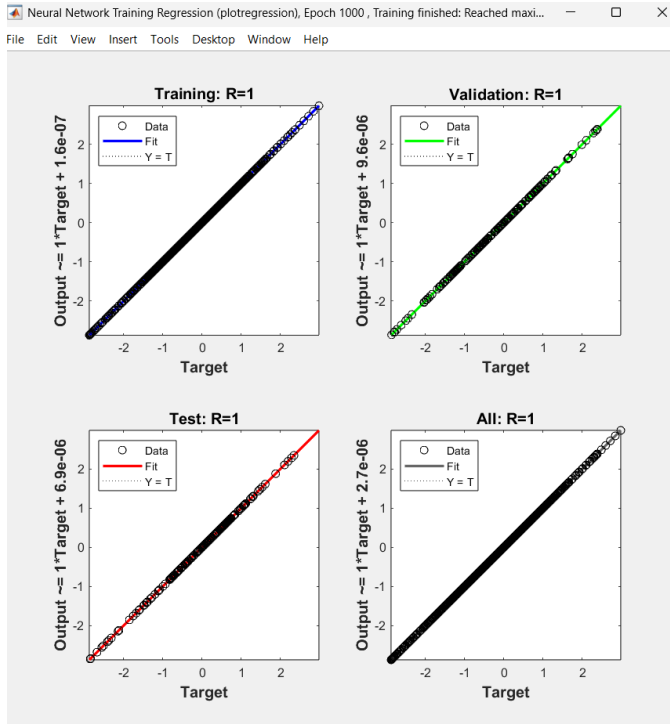 Neural Network Training Regression (plotregression), Epoch 1000 , Training finished: Reached maxi...
File Edit View Insert Tools Desktop Window Help
Training: R=1
Output ~= 1*Target + 1.6e-07
Data
Fit
Y = T
2
1
0
-1
-2
-2 0 2
Target
Validation: R=1
Output ~= 1*Target + 9.6e-06
Data
Fit
Y = T
2
1
0
-1
-2
-2 -1 0 1 2
Target
Test: R=1
Output ~= 1*Target + 6.9e-06
Data
Fit
Y = T
2
1
0
-1
-2
-2 -1 0 1 2
Target
All: R=1
Output ~= 1*Target + 2.7e-06
Data
Fit
Y = T
2
1
0
-1
-2
-2 0 2
Target